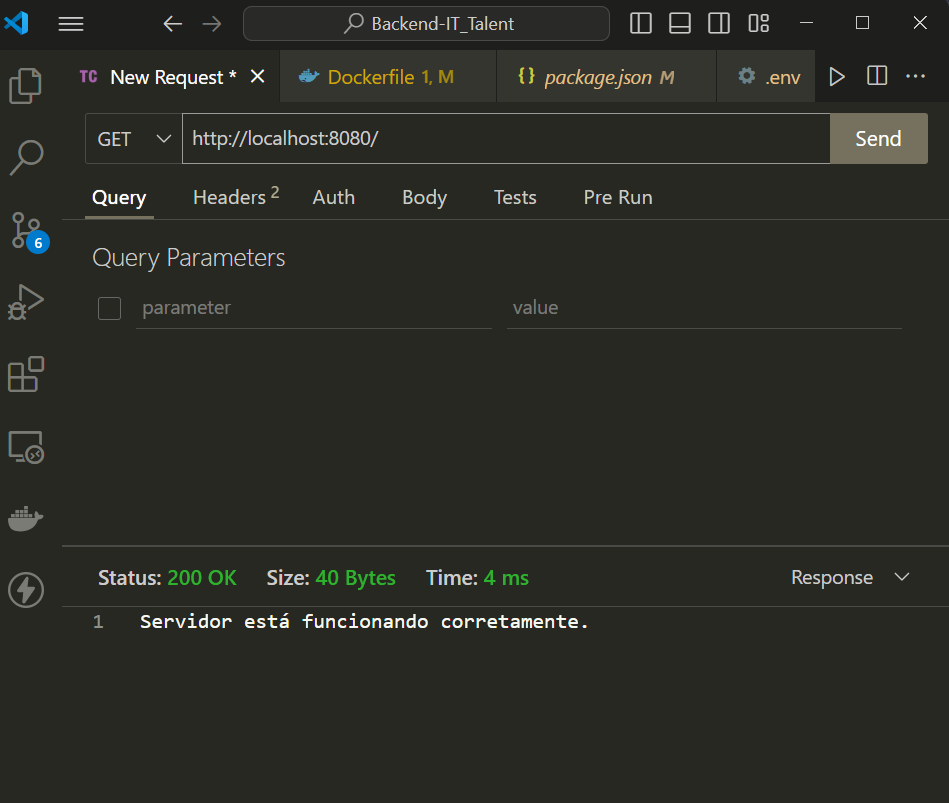 Backend-IT_Talent
TC New Request * Dockerfile 1, M {} package.json M .env
GET http://localhost:8080/ Send
Query Headers 2 Auth Body Tests Pre Run
6
Query Parameters
parameter value
Status: 200 OK Size: 40 Bytes Time: 4 ms Response
1 Servidor está funcionando corretamente.